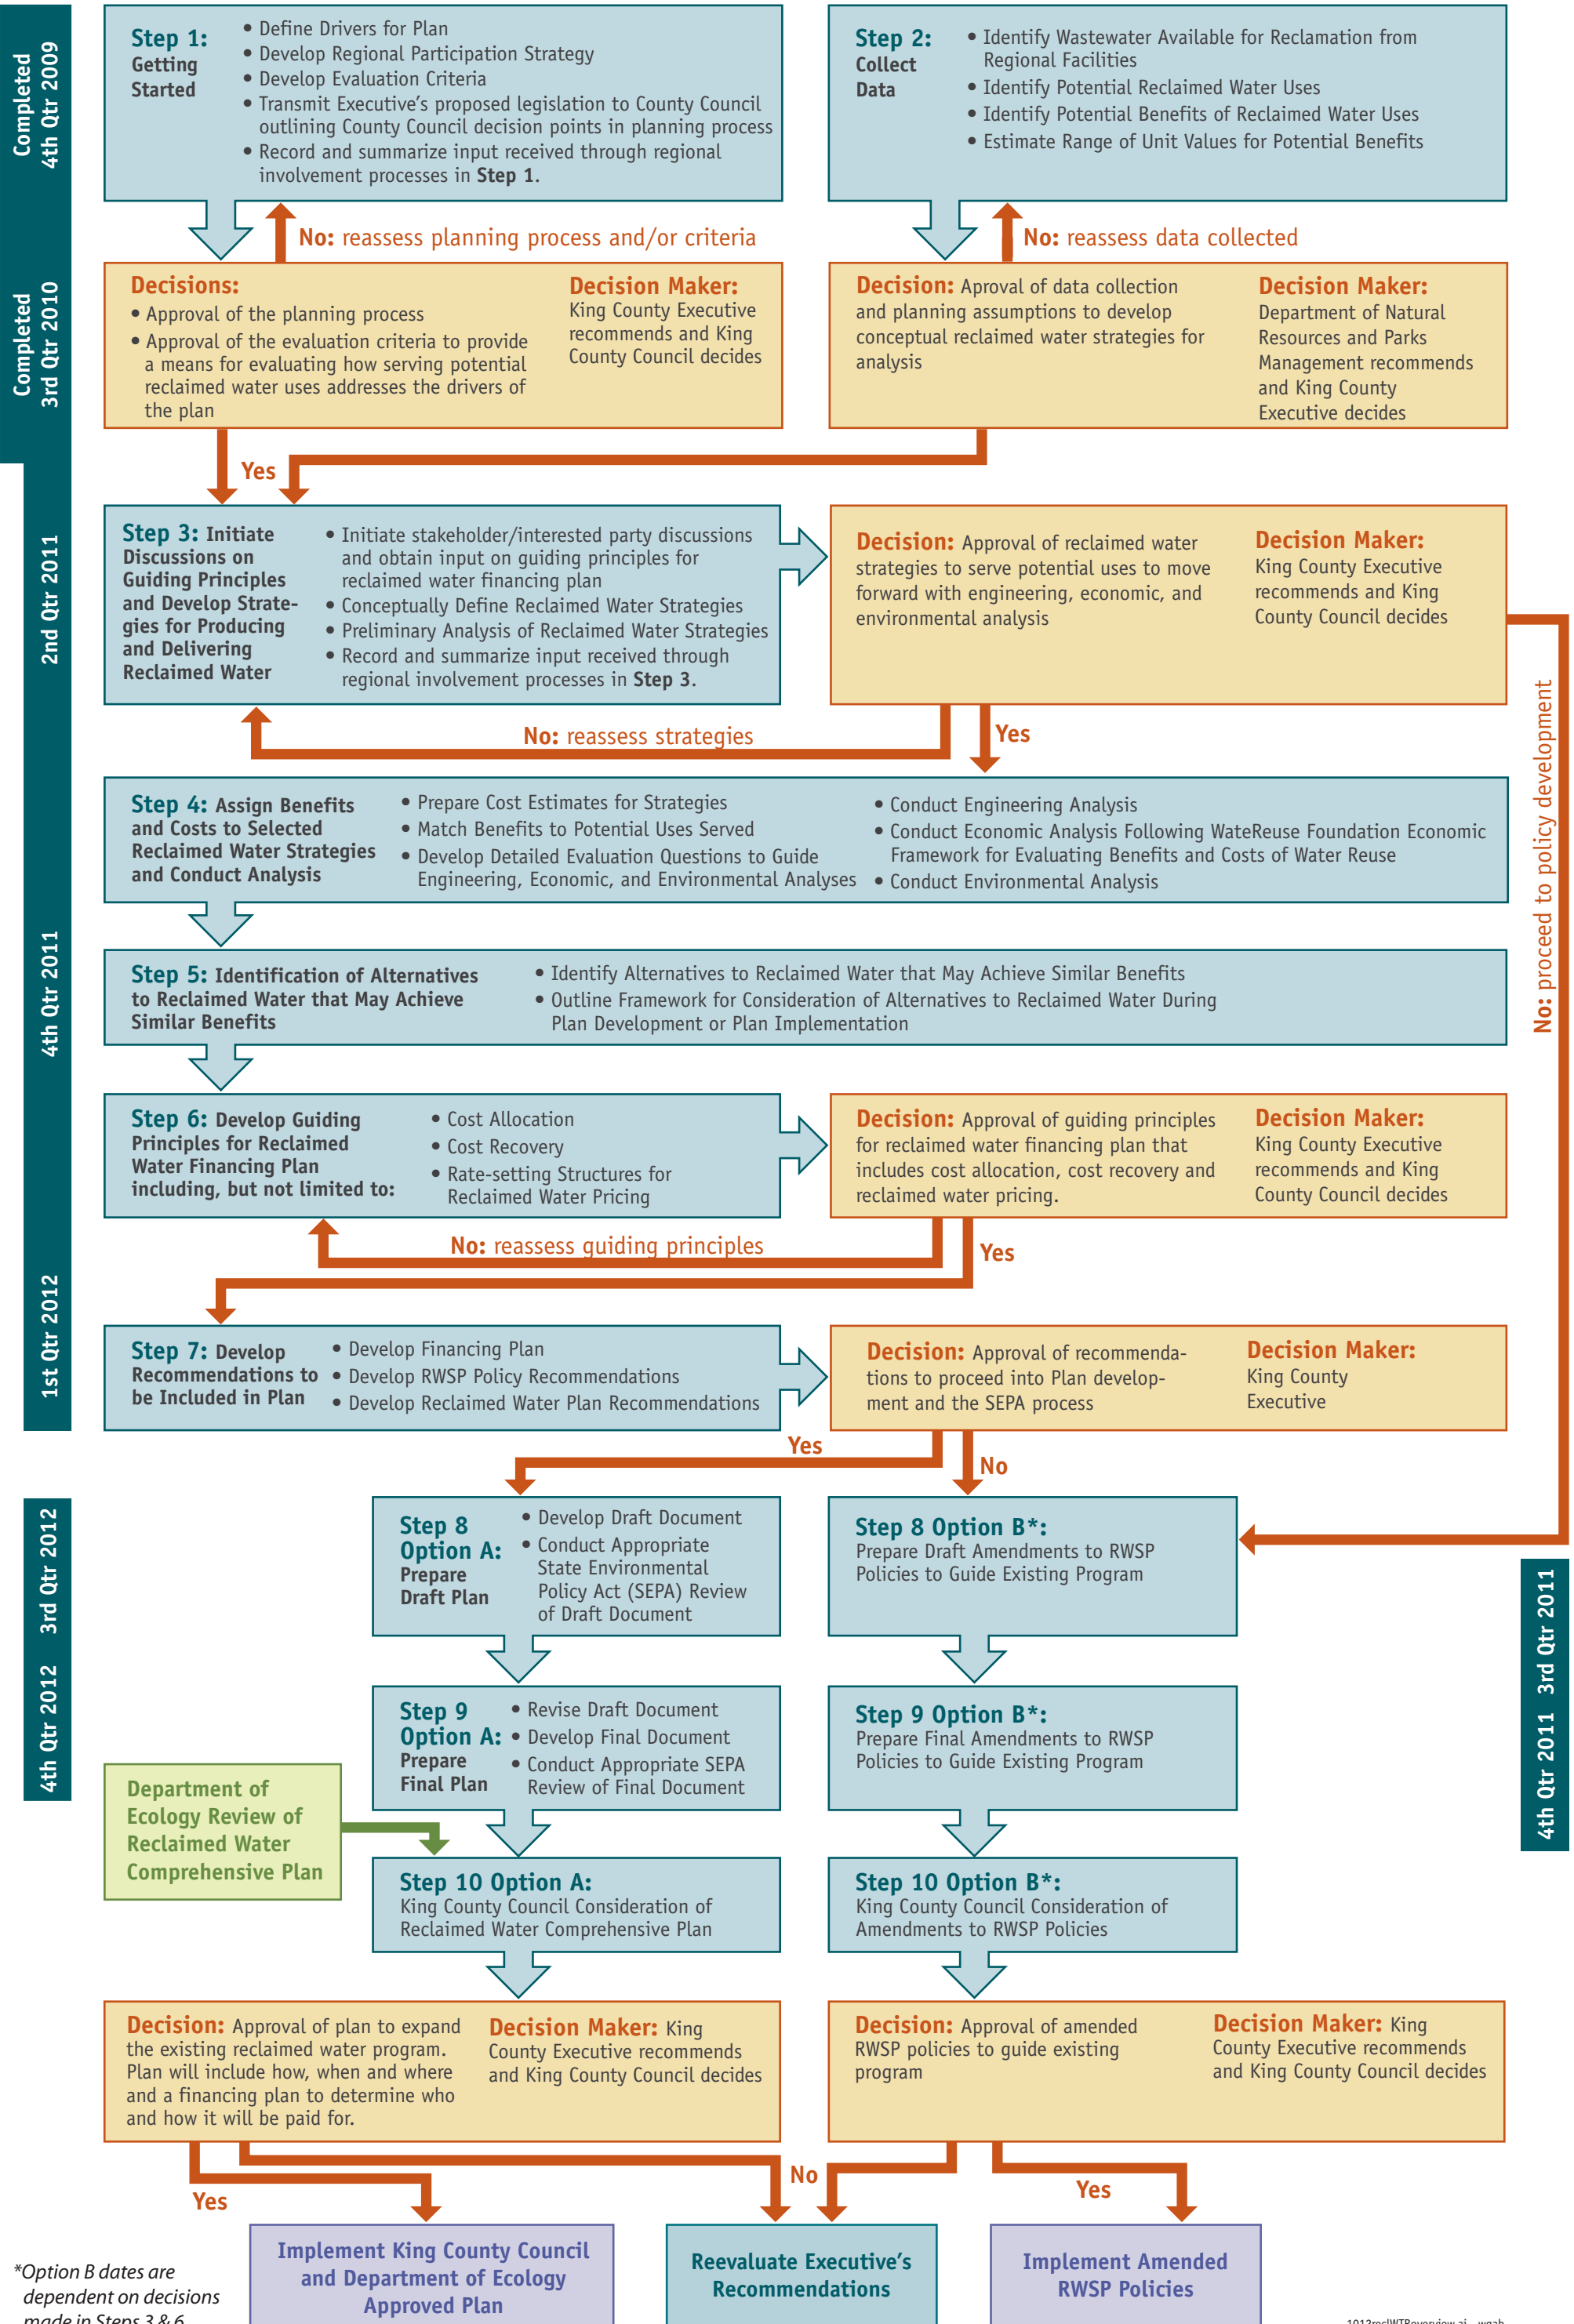 Completed
4th Qtr 2009
Step 1:
Getting
Started
• Define Drivers for Plan
• Develop Regional Participation Strategy
• Develop Evaluation Criteria
• Transmit Executive's proposed legislation to County Council
outlining County Council decision points in planning process
• Record and summarize input received through regional
involvement processes in Step 1.
Step 2:
Collect
Data
• Identify Wastewater Available for Reclamation from
Regional Facilities
• Identify Potential Reclaimed Water Uses
• Identify Potential Benefits of Reclaimed Water Uses
• Estimate Range of Unit Values for Potential Benefits
No: reassess planning process and/or criteria
No: reassess data collected
Completed
3rd Qtr 2010
Decisions:
• Approval of the planning process
• Approval of the evaluation criteria to provide
a means for evaluating how serving potential
reclaimed water uses addresses the drivers of
the plan
Decision Maker:
King County Executive
recommends and King
County Council decides
Decision: Aproval of data collection
and planning assumptions to develop
conceptual reclaimed water strategies for
analysis
Decision Maker:
Department of Natural
Resources and Parks
Management recommends
and King County
Executive decides
Yes
2nd Qtr 2011
Step 3: Initiate
Discussions on
Guiding Principles
and Develop Strate-
gies for Producing
and Delivering
Reclaimed Water
• Initiate stakeholder/interested party discussions
and obtain input on guiding principles for
reclaimed water financing plan
• Conceptually Define Reclaimed Water Strategies
• Preliminary Analysis of Reclaimed Water Strategies
• Record and summarize input received through
regional involvement processes in Step 3.
Decision: Approval of reclaimed water
strategies to serve potential uses to move
forward with engineering, economic, and
environmental analysis
Decision Maker:
King County Executive
recommends and King
County Council decides
No: reassess strategies
Yes
No: proceed to policy development
4th Qtr 2011
Step 4: Assign Benefits
and Costs to Selected
Reclaimed Water Strategies
and Conduct Analysis
• Prepare Cost Estimates for Strategies
• Match Benefits to Potential Uses Served
• Develop Detailed Evaluation Questions to Guide
Engineering, Economic, and Environmental Analyses
• Conduct Engineering Analysis
• Conduct Economic Analysis Following WateReuse Foundation Economic
Framework for Evaluating Benefits and Costs of Water Reuse
• Conduct Environmental Analysis
Step 5: Identification of Alternatives
to Reclaimed Water that May Achieve
Similar Benefits
• Identify Alternatives to Reclaimed Water that May Achieve Similar Benefits
• Outline Framework for Consideration of Alternatives to Reclaimed Water During
Plan Development or Plan Implementation
Step 6: Develop Guiding
Principles for Reclaimed
Water Financing Plan
including, but not limited to:
• Cost Allocation
• Cost Recovery
• Rate-setting Structures for
Reclaimed Water Pricing
Decision: Approval of guiding principles
for reclaimed water financing plan that
includes cost allocation, cost recovery and
reclaimed water pricing.
Decision Maker:
King County Executive
recommends and King
County Council decides
No: reassess guiding principles
Yes
1st Qtr 2012
Step 7: Develop
Recommendations to
be Included in Plan
• Develop Financing Plan
• Develop RWSP Policy Recommendations
• Develop Reclaimed Water Plan Recommendations
Decision: Approval of recommenda-
tions to proceed into Plan develop-
ment and the SEPA process
Decision Maker:
King County
Executive
Yes
No
3rd Qtr 2012
Step 8
Option A:
Prepare
Draft Plan
• Develop Draft Document
• Conduct Appropriate
State Environmental
Policy Act (SEPA) Review
of Draft Document
Step 8 Option B*:
Prepare Draft Amendments to RWSP
Policies to Guide Existing Program
3rd Qtr 2011
4th Qtr 2012
Step 9
Option A:
Prepare
Final Plan
• Revise Draft Document
• Develop Final Document
• Conduct Appropriate SEPA
Review of Final Document
Step 9 Option B*:
Prepare Final Amendments to RWSP
Policies to Guide Existing Program
4th Qtr 2011
Department of
Ecology Review of
Reclaimed Water
Comprehensive Plan
Step 10 Option A:
King County Council Consideration of
Reclaimed Water Comprehensive Plan
Step 10 Option B*:
King County Council Consideration of
Amendments to RWSP Policies
Decision: Approval of plan to expand
the existing reclaimed water program.
Plan will include how, when and where
and a financing plan to determine who
and how it will be paid for.
Decision Maker: King
County Executive recommends
and King County Council decides
Decision: Approval of amended
RWSP policies to guide existing
program
Decision Maker: King
County Executive recommends
and King County Council decides
Yes
No
Yes
Implement King County Council
and Department of Ecology
Approved Plan
Reevaluate Executive's
Recommendations
Implement Amended
RWSP Policies
*Option B dates are
dependent on decisions
made in Steps 3 & 6